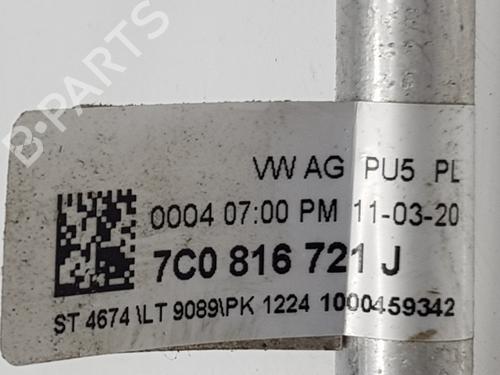 B-PARTS
VW AG PU5 PL
0004 07:00 PM 11-03-20
7C0 816 721 J
ST 4674 \LT 9089\PK 1224 1000459342